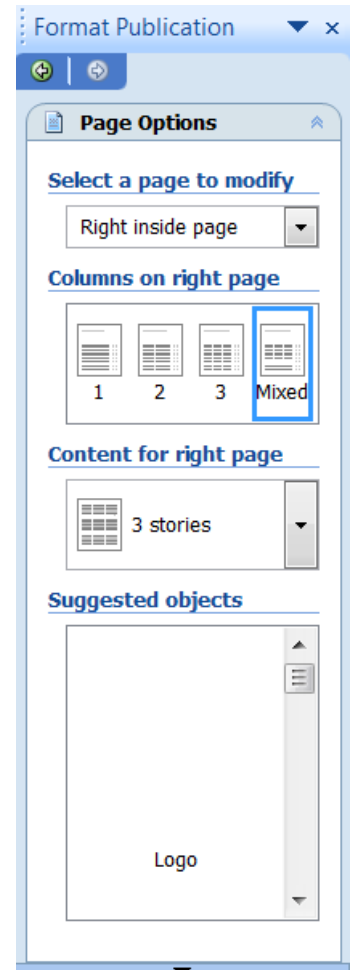 Format Publication
Page Options
Select a page to modify
Right inside page
Columns on right page
1 2 3 Mixed
Content for right page
3 stories
Suggested objects
Logo